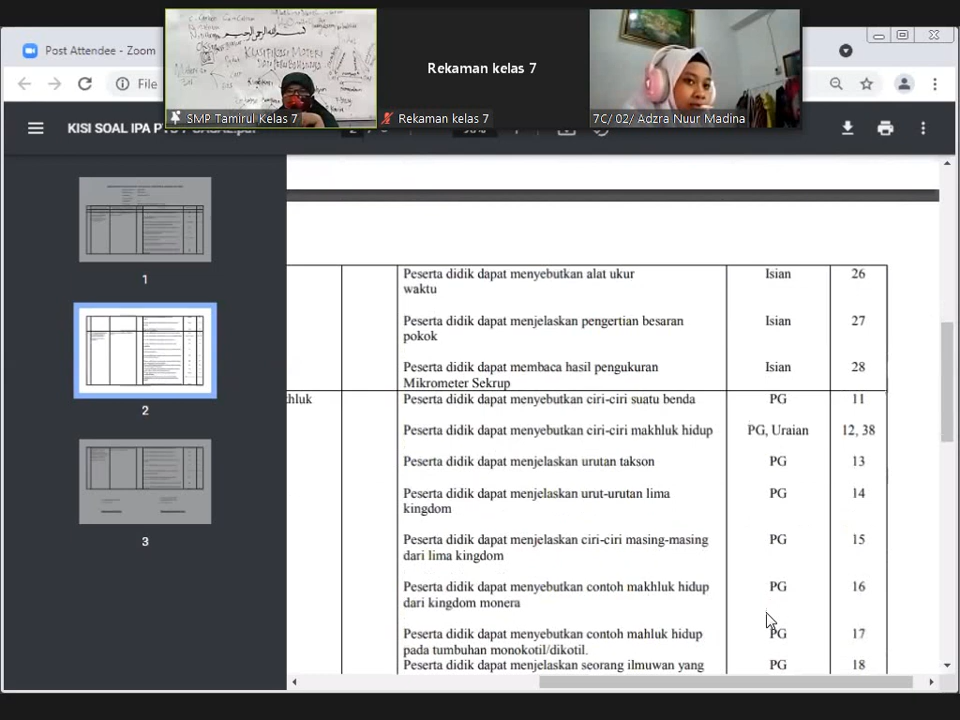 Post Attendee - Zoom
File
KISI SOAL IPA
بسم الله الرحمن الرحيم
KLASIFIKASI MATERI
SMP Tamirul Kelas 7
Rekaman kelas 7
Rekaman kelas 7
7C/ 02/ Adzra Nuur Madina
1
2
3
Peserta didik dapat menyebutkan alat ukur Isian 26
waktu
Peserta didik dapat menjelaskan pengertian besaran Isian 27
pokok
Peserta didik dapat membaca hasil pengukuran Isian 28
Mikrometer Sekrup
Peserta didik dapat menyebutkan ciri-ciri suatu benda PG 11
Peserta didik dapat menyebutkan ciri-ciri makhluk hidup PG, Uraian 12, 38
Peserta didik dapat menjelaskan urutan takson PG 13
Peserta didik dapat menjelaskan urut-urutan lima PG 14
kingdom
Peserta didik dapat menjelaskan ciri-ciri masing-masing PG 15
dari lima kingdom
Peserta didik dapat menyebutkan contoh makhluk hidup PG 16
dari kingdom monera
Peserta didik dapat menyebutkan contoh mahluk hidup PG 17
pada tumbuhan monokotil/dikotil.
Peserta didik dapat menjelaskan seorang ilmuwan yang PG 18